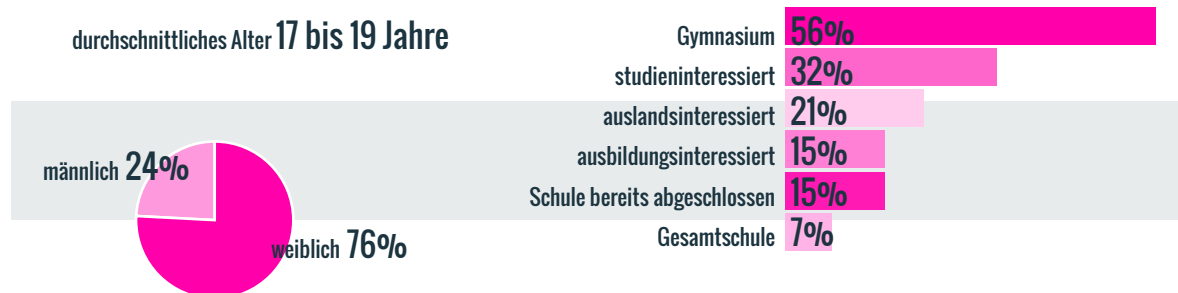 durchschnittliches Alter 17 bis 19 Jahre
männlich 24%
weiblich 76%
Gymnasium 56%
studieninteressiert 32%
auslandsinteressiert 21%
ausbildungsinteressiert 15%
Schule bereits abgeschlossen 15%
Gesamtschule 7%